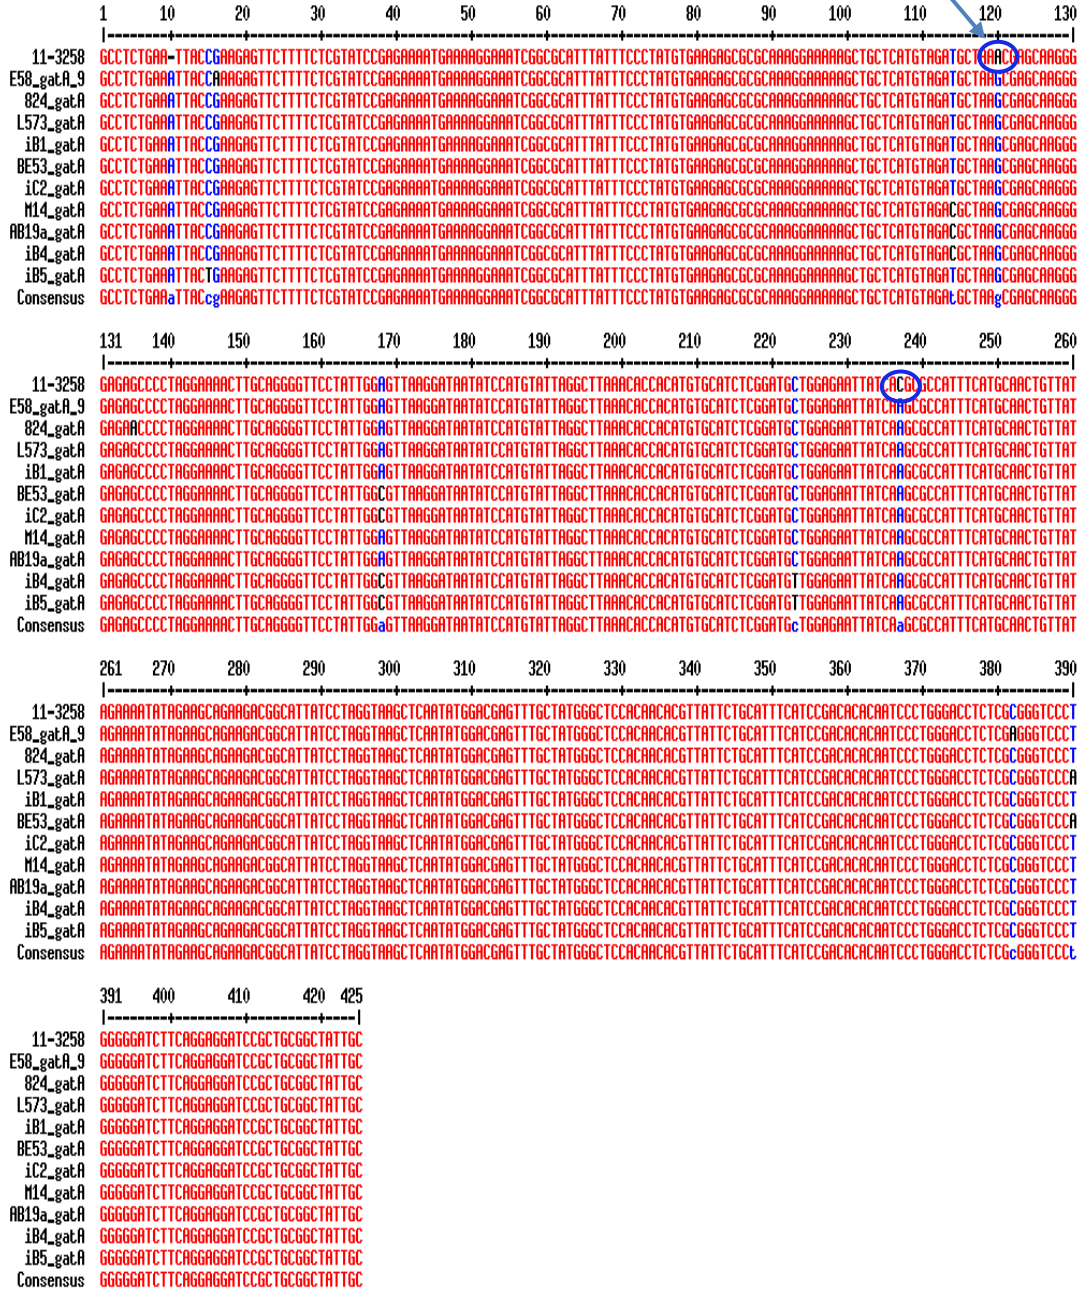 1 10 20 30 40 50 60 70 80 90 100 110 120 130
|--------+---------+---------+---------+---------+---------+---------+---------+---------+---------+---------+---------+---------|
11-3258 GCCTCTGAA-TTACCGAAGAGTTCTTTTCTCGTATCCGAGAAAATGAAAAGGAAATCGGCGCATTTATTTCCCTATGTGAAGAGCGCGCAAAGGAAAAAGCTGCTCATGTAGATGCTAAACGAGCAAGGG
E58_gatA_9 GCCTCTGAAATTACCAAAGAGTTCTTTTCTCGTATCCGAGAAAATGAAAAGGAAATCGGCGCATTTATTTCCCTATGTGAAGAGCGCGCAAAGGAAAAAGCTGCTCATGTAGATGCTAAGCGAGCAAGGG
824_gatA GCCTCTGAAATTACCGAAGAGTTCTTTTCTCGTATCCGAGAAAATGAAAAGGAAATCGGCGCATTTATTTCCCTATGTGAAGAGCGCGCAAAGGAAAAAGCTGCTCATGTAGATGCTAAGCGAGCAAGGG
L573_gatA GCCTCTGAAATTACCGAAGAGTTCTTTTCTCGTATCCGAGAAAATGAAAAGGAAATCGGCGCATTTATTTCCCTATGTGAAGAGCGCGCAAAGGAAAAAGCTGCTCATGTAGATGCTAAGCGAGCAAGGG
iB1_gatA GCCTCTGAAATTACCGAAGAGTTCTTTTCTCGTATCCGAGAAAATGAAAAGGAAATCGGCGCATTTATTTCCCTATGTGAAGAGCGCGCAAAGGAAAAAGCTGCTCATGTAGATGCTAAGCGAGCAAGGG
BE53_gatA GCCTCTGAAATTACCGAAGAGTTCTTTTCTCGTATCCGAGAAAATGAAAAGGAAATCGGCGCATTTATTTCCCTATGTGAAGAGCGCGCAAAGGAAAAAGCTGCTCATGTAGATGCTAAGCGAGCAAGGG
iC2_gatA GCCTCTGAAATTACCGAAGAGTTCTTTTCTCGTATCCGAGAAAATGAAAAGGAAATCGGCGCATTTATTTCCCTATGTGAAGAGCGCGCAAAGGAAAAAGCTGCTCATGTAGATGCTAAGCGAGCAAGGG
M14_gatA GCCTCTGAAATTACCGAAGAGTTCTTTTCTCGTATCCGAGAAAATGAAAAGGAAATCGGCGCATTTATTTCCCTATGTGAAGAGCGCGCAAAGGAAAAAGCTGCTCATGTAGACGCTAAGCGAGCAAGGG
AB19a_gatA GCCTCTGAAATTACCGAAGAGTTCTTTTCTCGTATCCGAGAAAATGAAAAGGAAATCGGCGCATTTATTTCCCTATGTGAAGAGCGCGCAAAGGAAAAAGCTGCTCATGTAGACGCTAAGCGAGCAAGGG
iB4_gatA GCCTCTGAAATTACCGAAGAGTTCTTTTCTCGTATCCGAGAAAATGAAAAGGAAATCGGCGCATTTATTTCCCTATGTGAAGAGCGCGCAAAGGAAAAAGCTGCTCATGTAGACGCTAAGCGAGCAAGGG
iB5_gatA GCCTCTGAAATTACTGAAGAGTTCTTTTCTCGTATCCGAGAAAATGAAAAGGAAATCGGCGCATTTATTTCCCTATGTGAAGAGCGCGCAAAGGAAAAAGCTGCTCATGTAGATGCTAAGCGAGCAAGGG
Consensus GCCTCTGAAaTTACcgAAGAGTTCTTTTCTCGTATCCGAGAAAATGAAAAGGAAATCGGCGCATTTATTTCCCTATGTGAAGAGCGCGCAAAGGAAAAAGCTGCTCATGTAGAtGCTAAgCGAGCAAGGG
131 140 150 160 170 180 190 200 210 220 230 240 250 260
|--------+---------+---------+---------+---------+---------+---------+---------+---------+---------+---------+---------+---------|
11-3258 GAGAGCCCCTAGGAAAACTTGCAGGGGTTCCTATTGGAGTTAAGGATAATATCCATGTATTAGGCTTAAACACCACATGTGCATCTCGGATGCTGGAGAATTATCACGCGCCATTTCATGCAACTGTTAT
E58_gatA_9 GAGAGCCCCTAGGAAAACTTGCAGGGGTTCCTATTGGAGTTAAGGATAATATCCATGTATTAGGCTTAAACACCACATGTGCATCTCGGATGCTGGAGAATTATCAAGCGCCATTTCATGCAACTGTTAT
824_gatA GAGAACCCCTAGGAAAACTTGCAGGGGTTCCTATTGGAGTTAAGGATAATATCCATGTATTAGGCTTAAACACCACATGTGCATCTCGGATGCTGGAGAATTATCAAGCGCCATTTCATGCAACTGTTAT
L573_gatA GAGAGCCCCTAGGAAAACTTGCAGGGGTTCCTATTGGAGTTAAGGATAATATCCATGTATTAGGCTTAAACACCACATGTGCATCTCGGATGCTGGAGAATTATCAAGCGCCATTTCATGCAACTGTTAT
iB1_gatA GAGAGCCCCTAGGAAAACTTGCAGGGGTTCCTATTGGAGTTAAGGATAATATCCATGTATTAGGCTTAAACACCACATGTGCATCTCGGATGCTGGAGAATTATCAAGCGCCATTTCATGCAACTGTTAT
BE53_gatA GAGAGCCCCTAGGAAAACTTGCAGGGGTTCCTATTGGCGTTAAGGATAATATCCATGTATTAGGCTTAAACACCACATGTGCATCTCGGATGCTGGAGAATTATCAAGCGCCATTTCATGCAACTGTTAT
iC2_gatA GAGAGCCCCTAGGAAAACTTGCAGGGGTTCCTATTGGCGTTAAGGATAATATCCATGTATTAGGCTTAAACACCACATGTGCATCTCGGATGCTGGAGAATTATCAAGCGCCATTTCATGCAACTGTTAT
M14_gatA GAGAGCCCCTAGGAAAACTTGCAGGGGTTCCTATTGGAGTTAAGGATAATATCCATGTATTAGGCTTAAACACCACATGTGCATCTCGGATGCTGGAGAATTATCAAGCGCCATTTCATGCAACTGTTAT
AB19a_gatA GAGAGCCCCTAGGAAAACTTGCAGGGGTTCCTATTGGAGTTAAGGATAATATCCATGTATTAGGCTTAAACACCACATGTGCATCTCGGATGCTGGAGAATTATCAAGCGCCATTTCATGCAACTGTTAT
iB4_gatA GAGAGCCCCTAGGAAAACTTGCAGGGGTTCCTATTGGCGTTAAGGATAATATCCATGTATTAGGCTTAAACACCACATGTGCATCTCGGATGTTGGAGAATTATCAAGCGCCATTTCATGCAACTGTTAT
iB5_gatA GAGAGCCCCTAGGAAAACTTGCAGGGGTTCCTATTGGCGTTAAGGATAATATCCATGTATTAGGCTTAAACACCACATGTGCATCTCGGATGTTGGAGAATTATCAAGCGCCATTTCATGCAACTGTTAT
Consensus GAGAGCCCCTAGGAAAACTTGCAGGGGTTCCTATTGGaGTTAAGGATAATATCCATGTATTAGGCTTAAACACCACATGTGCATCTCGGATGcTGGAGAATTATCAaGCGCCATTTCATGCAACTGTTAT
261 270 280 290 300 310 320 330 340 350 360 370 380 390
|--------+---------+---------+---------+---------+---------+---------+---------+---------+---------+---------+---------+---------|
11-3258 AGAAAATATAGAAGCAGAAGACGGCATTATCCTAGGTAAGCTCAATATGGACGAGTTTGCTATGGGCTCCACAACACGTTATTCTGCATTTCATCCGACACACAATCCCTGGGACCTCTCGCGGGTCCCT
E58_gatA_9 AGAAAATATAGAAGCAGAAGACGGCATTATCCTAGGTAAGCTCAATATGGACGAGTTTGCTATGGGCTCCACAACACGTTATTCTGCATTTCATCCGACACACAATCCCTGGGACCTCTCGAGGGTCCCT
824_gatA AGAAAATATAGAAGCAGAAGACGGCATTATCCTAGGTAAGCTCAATATGGACGAGTTTGCTATGGGCTCCACAACACGTTATTCTGCATTTCATCCGACACACAATCCCTGGGACCTCTCGCGGGTCCCT
L573_gatA AGAAAATATAGAAGCAGAAGACGGCATTATCCTAGGTAAGCTCAATATGGACGAGTTTGCTATGGGCTCCACAACACGTTATTCTGCATTTCATCCGACACACAATCCCTGGGACCTCTCGCGGGTCCCA
iB1_gatA AGAAAATATAGAAGCAGAAGACGGCATTATCCTAGGTAAGCTCAATATGGACGAGTTTGCTATGGGCTCCACAACACGTTATTCTGCATTTCATCCGACACACAATCCCTGGGACCTCTCGCGGGTCCCT
BE53_gatA AGAAAATATAGAAGCAGAAGACGGCATTATCCTAGGTAAGCTCAATATGGACGAGTTTGCTATGGGCTCCACAACACGTTATTCTGCATTTCATCCGACACACAATCCCTGGGACCTCTCGCGGGTCCCA
iC2_gatA AGAAAATATAGAAGCAGAAGACGGCATTATCCTAGGTAAGCTCAATATGGACGAGTTTGCTATGGGCTCCACAACACGTTATTCTGCATTTCATCCGACACACAATCCCTGGGACCTCTCGCGGGTCCCT
M14_gatA AGAAAATATAGAAGCAGAAGACGGCATTATCCTAGGTAAGCTCAATATGGACGAGTTTGCTATGGGCTCCACAACACGTTATTCTGCATTTCATCCGACACACAATCCCTGGGACCTCTCGCGGGTCCCT
AB19a_gatA AGAAAATATAGAAGCAGAAGACGGCATTATCCTAGGTAAGCTCAATATGGACGAGTTTGCTATGGGCTCCACAACACGTTATTCTGCATTTCATCCGACACACAATCCCTGGGACCTCTCGCGGGTCCCT
iB4_gatA AGAAAATATAGAAGCAGAAGACGGCATTATCCTAGGTAAGCTCAATATGGACGAGTTTGCTATGGGCTCCACAACACGTTATTCTGCATTTCATCCGACACACAATCCCTGGGACCTCTCGCGGGTCCCT
iB5_gatA AGAAAATATAGAAGCAGAAGACGGCATTATCCTAGGTAAGCTCAATATGGACGAGTTTGCTATGGGCTCCACAACACGTTATTCTGCATTTCATCCGACACACAATCCCTGGGACCTCTCGCGGGTCCCT
Consensus AGAAAATATAGAAGCAGAAGACGGCATTATCCTAGGTAAGCTCAATATGGACGAGTTTGCTATGGGCTCCACAACACGTTATTCTGCATTTCATCCGACACACAATCCCTGGGACCTCTCGcGGGTCCCt
391 400 410 420 425
|--------+---------+---------+----|
11-3258 GGGGGATCTTCAGGAGGATCCGCTGCGGCTATTGC
E58_gatA_9 GGGGGATCTTCAGGAGGATCCGCTGCGGCTATTGC
824_gatA GGGGGATCTTCAGGAGGATCCGCTGCGGCTATTGC
L573_gatA GGGGGATCTTCAGGAGGATCCGCTGCGGCTATTGC
iB1_gatA GGGGGATCTTCAGGAGGATCCGCTGCGGCTATTGC
BE53_gatA GGGGGATCTTCAGGAGGATCCGCTGCGGCTATTGC
iC2_gatA GGGGGATCTTCAGGAGGATCCGCTGCGGCTATTGC
M14_gatA GGGGGATCTTCAGGAGGATCCGCTGCGGCTATTGC
AB19a_gatA GGGGGATCTTCAGGAGGATCCGCTGCGGCTATTGC
iB4_gatA GGGGGATCTTCAGGAGGATCCGCTGCGGCTATTGC
iB5_gatA GGGGGATCTTCAGGAGGATCCGCTGCGGCTATTGC
Consensus GGGGGATCTTCAGGAGGATCCGCTGCGGCTATTGC